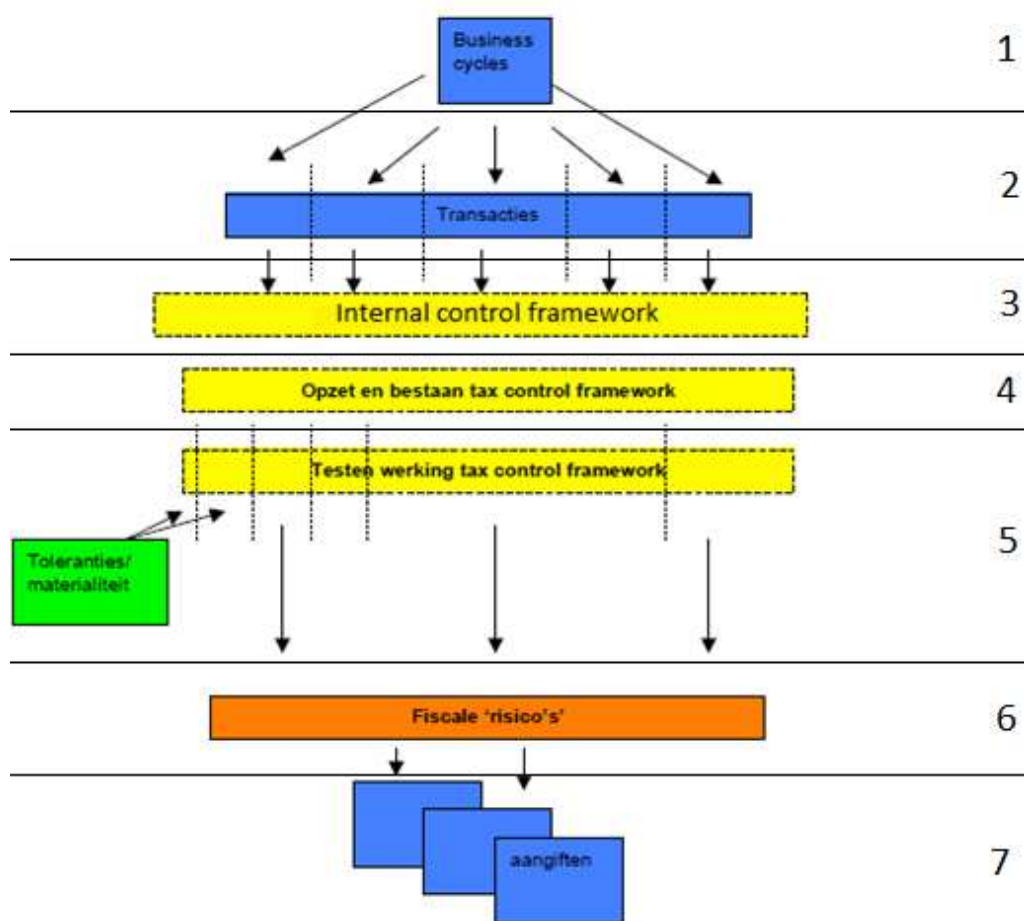 Business
cycles
1
2
Transacties
Internal control framework
3
Opzet en bestaan tax control framework
4
Testen werking tax control framework
5
Toleranties/
materialiteit
Fiscale ‘risico’s’
6
aangiften
7